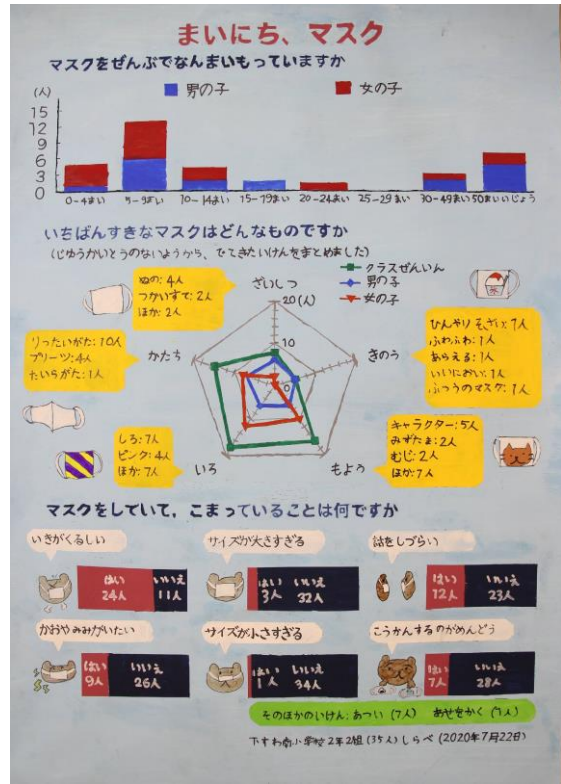 まいにち、マスク
マスクをぜんぶでなんまいもっていますか
(人)
男の子
女の子
15
12
9
6
3
0
0-4まい
5-9まい
10-14まい
15-19まい
20-24まい
25-29まい
30-49まい
50まいいじょう
いちばんすきなマスクはどんなものですか
(じゆうかいとうのないようから、でてきたいけんをまとめました)
クラスぜんいん
男の子
女の子
ざいしつ
20(人)
10
0
かたち
きのう
いろ
もよう
ぬの:4人
つかいすて:2人
ほか:2人
りったいがた:10人
プリーツ:4人
たいらがた:1人
しろ:7人
ピンク:4人
ほか:7人
ひんやりそざい:1人
ふわふわ:1人
あらえる:1人
いいにおい:1人
ふつうのマスク:1人
キャラクター:5人
みずたま:2人
むじ:2人
ほか:7人
マスクをしていて,こまっていることは何ですか
いきがくるしい
はい
24人
いいえ
11人
サイズが大きすぎる
はい
3人
いいえ
32人
話をしづらい
はい
12人
いいえ
23人
かおやみみがいたい
はい
9人
いいえ
26人
サイズが小さすぎる
はい
1人
いいえ
34人
こうかんするのがめんどう
はい
7人
いいえ
28人
そのほかのいけん:あつい(7人) あせをかく(7人)
下すわ南小学校2年2組(35人)しらべ(2020年7月22日)